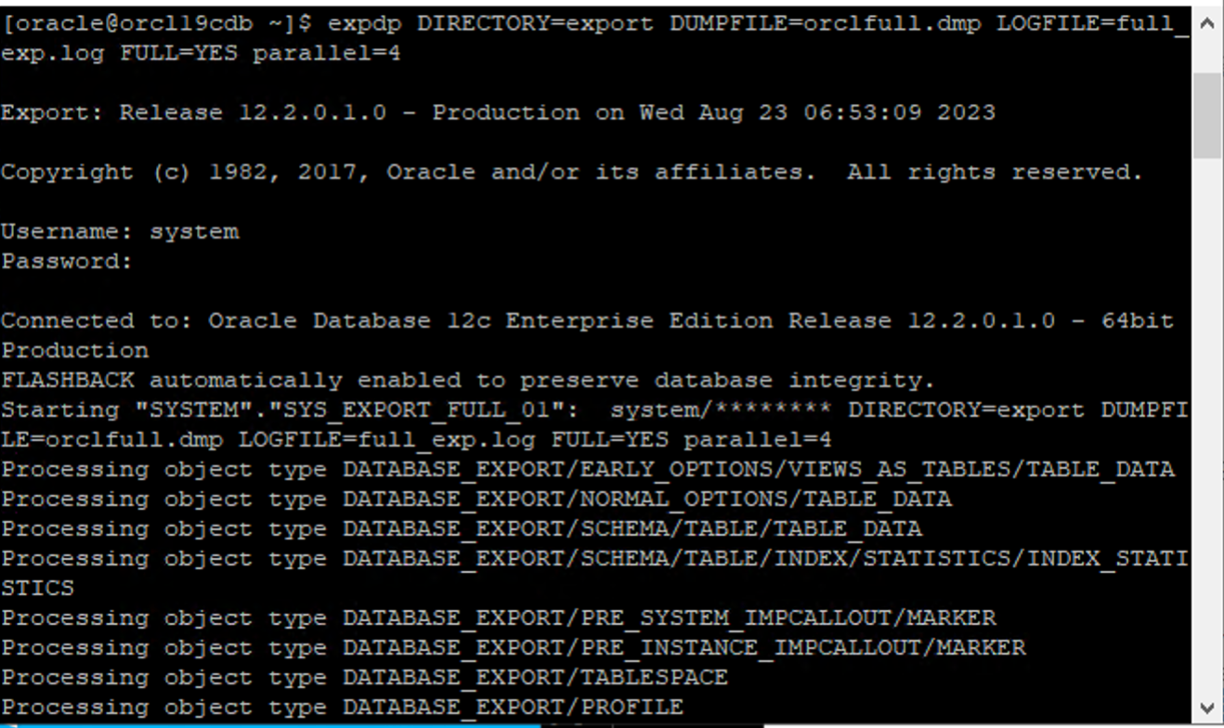 [oracle@orcl19cdb ~]$ expdp DIRECTORY=export DUMPFILE=orclfull.dmp LOGFILE=full_
exp.log FULL=YES parallel=4
Export: Release 12.2.0.1.0 - Production on Wed Aug 23 06:53:09 2023
Copyright (c) 1982, 2017, Oracle and/or its affiliates.  All rights reserved.
Username: system
Password:
Connected to: Oracle Database 12c Enterprise Edition Release 12.2.0.1.0 - 64bit
Production
FLASHBACK automatically enabled to preserve database integrity.
Starting "SYSTEM"."SYS_EXPORT_FULL_01":  system/******** DIRECTORY=export DUMPFI
LE=orclfull.dmp LOGFILE=full_exp.log FULL=YES parallel=4
Processing object type DATABASE_EXPORT/EARLY_OPTIONS/VIEWS_AS_TABLES/TABLE_DATA
Processing object type DATABASE_EXPORT/NORMAL_OPTIONS/TABLE_DATA
Processing object type DATABASE_EXPORT/SCHEMA/TABLE/TABLE_DATA
Processing object type DATABASE_EXPORT/SCHEMA/TABLE/INDEX/STATISTICS/INDEX_STATI
STICS
Processing object type DATABASE_EXPORT/PRE_SYSTEM_IMPCALLOUT/MARKER
Processing object type DATABASE_EXPORT/PRE_INSTANCE_IMPCALLOUT/MARKER
Processing object type DATABASE_EXPORT/TABLESPACE
Processing object type DATABASE_EXPORT/PROFILE